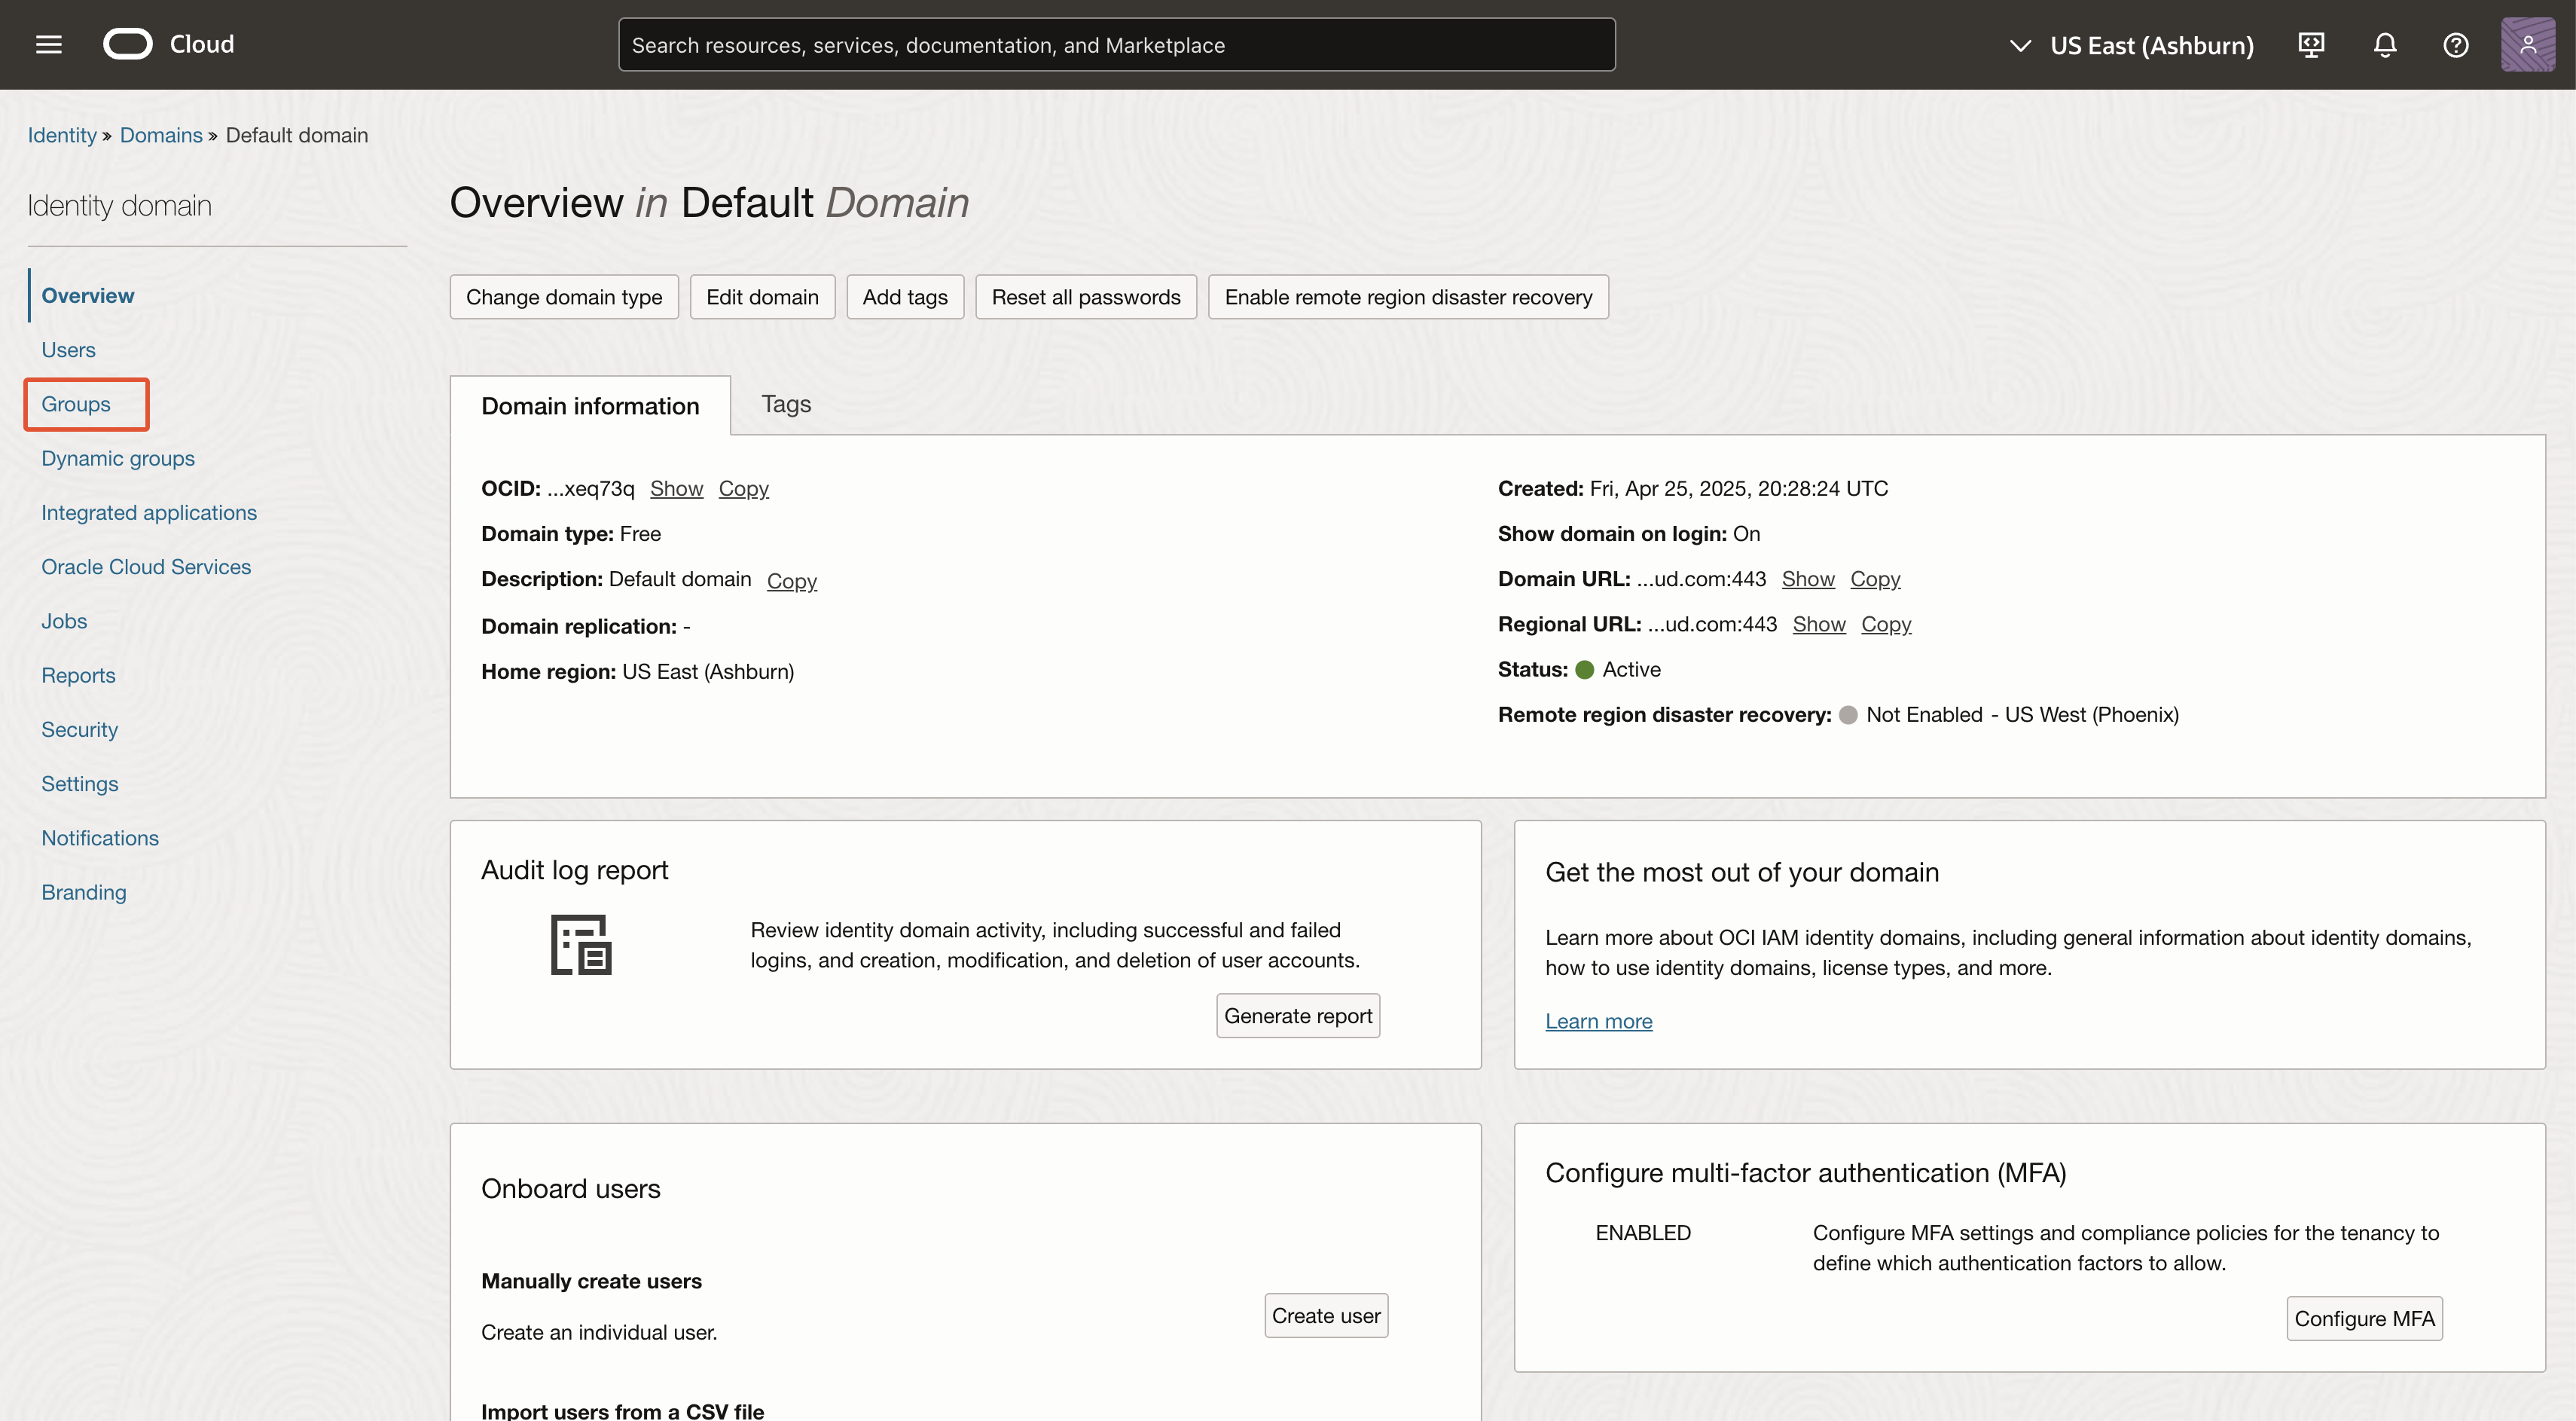 Cloud
Search resources, services, documentation, and Marketplace
US East (Ashburn)
Identity » Domains » Default domain
Identity domain
Overview
Users
Groups
Dynamic groups
Integrated applications
Oracle Cloud Services
Jobs
Reports
Security
Settings
Notifications
Branding
Overview in Default Domain
Change domain type
Edit domain
Add tags
Reset all passwords
Enable remote region disaster recovery
Domain information
Tags
OCID: ...xeq73q Show Copy
Domain type: Free
Description: Default domain Copy
Domain replication: -
Home region: US East (Ashburn)
Created: Fri, Apr 25, 2025, 20:28:24 UTC
Show domain on login: On
Domain URL: ...ud.com:443 Show Copy
Regional URL: ...ud.com:443 Show Copy
Status: Active
Remote region disaster recovery: Not Enabled - US West (Phoenix)
Audit log report
Review identity domain activity, including successful and failed
logins, and creation, modification, and deletion of user accounts.
Generate report
Get the most out of your domain
Learn more about OCI IAM identity domains, including general information about identity domains,
how to use identity domains, license types, and more.
Learn more
Onboard users
Manually create users
Create an individual user.
Create user
Import users from a CSV file
Configure multi-factor authentication (MFA)
ENABLED
Configure MFA settings and compliance policies for the tenancy to
define which authentication factors to allow.
Configure MFA